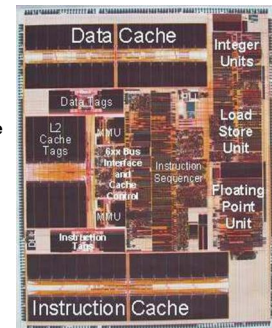 e
Data Cache
Integer
Units
Data Tags
L2
Cache
Tags
MMU
6xx Bus
Interface
and
Cache
Control
MMU
Instruction
Sequencer
Load
Store
Unit
Floating
Point
Unit
Instruction
Tags
Instruction Cache